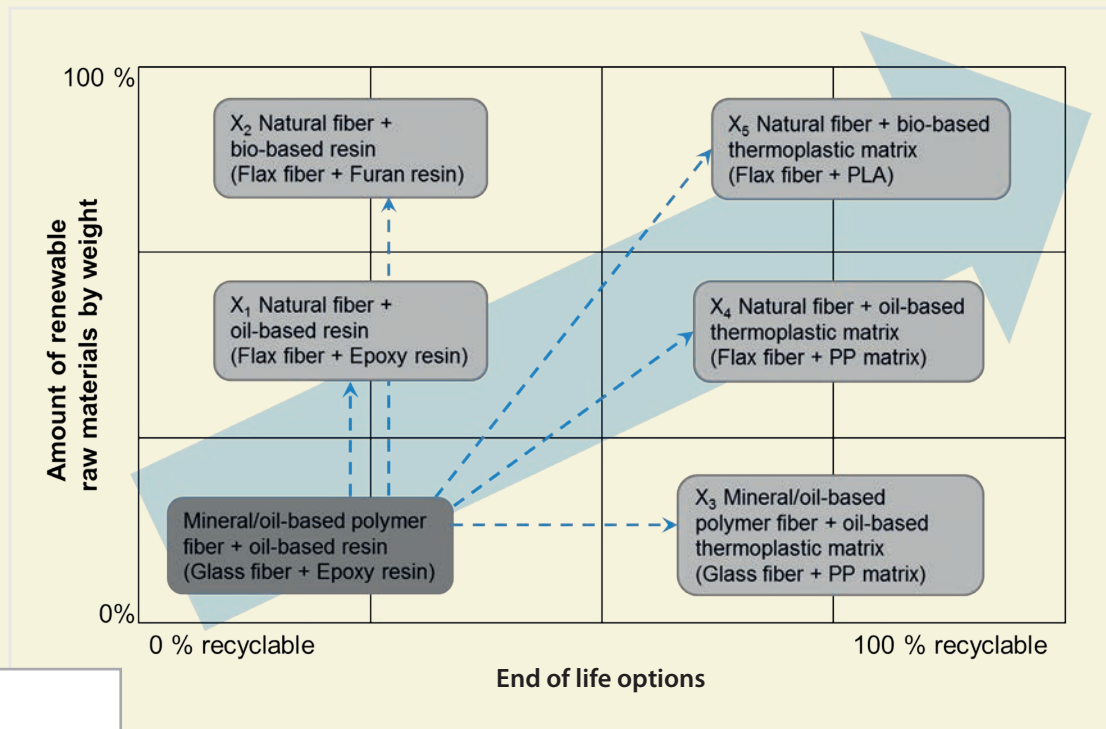 100 %
X₂ Natural fiber +
bio-based resin
(Flax fiber + Furan resin)
X₅ Natural fiber + bio-based
thermoplastic matrix
(Flax fiber + PLA)
Amount of renewable
raw materials by weight
X₁ Natural fiber +
oil-based resin
(Flax fiber + Epoxy resin)
X₄ Natural fiber + oil-based
thermoplastic matrix
(Flax fiber + PP matrix)
Mineral/oil-based polymer
fiber + oil-based resin
(Glass fiber + Epoxy resin)
X₃ Mineral/oil-based
polymer fiber + oil-based
thermoplastic matrix
(Glass fiber + PP matrix)
0%
0 % recyclable
100 % recyclable
End of life options